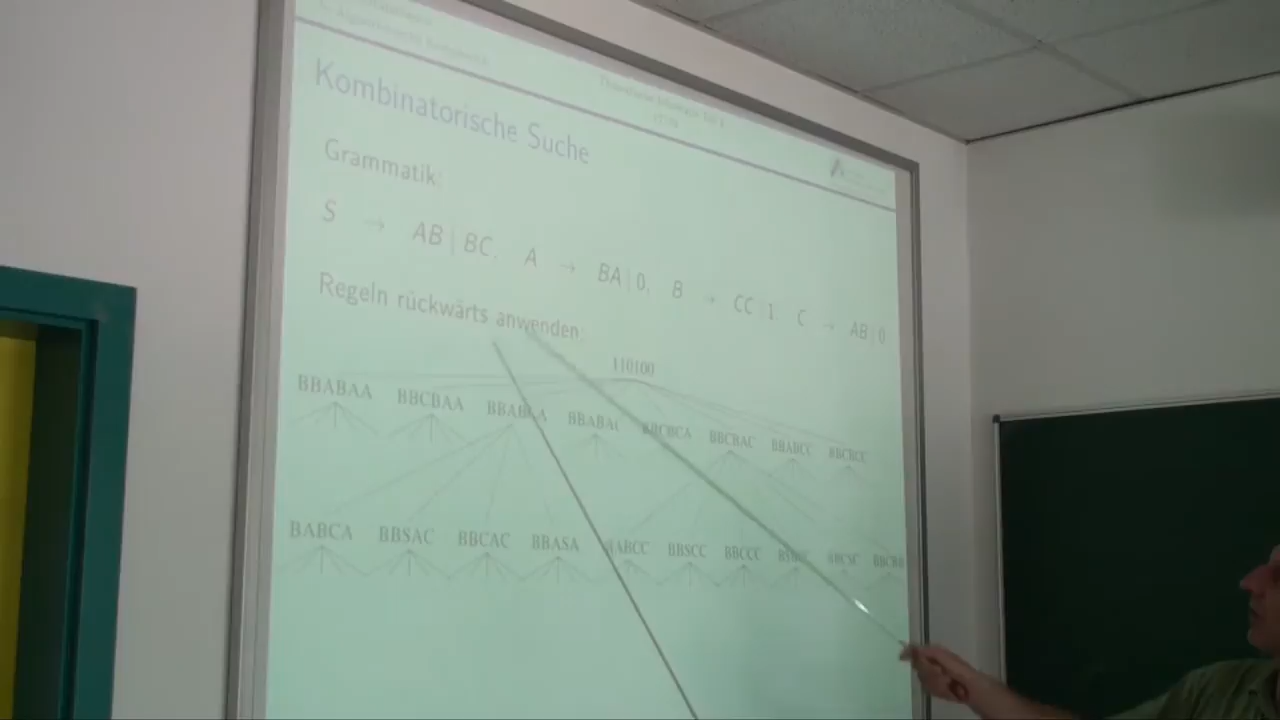 Kombinatorische Suche
Grammatik:
S → AB | BC, A → BA | 0, B → CC | 1 C → AB | 0
Regeln rückwärts anwenden:
110100
BBABAA BBCBAA BBABCA BBABAC BBCBCA BBCBAC BBABCC BBCBCC
BABCA BBSAC BBCAC BBASA BBSCC BBCCC